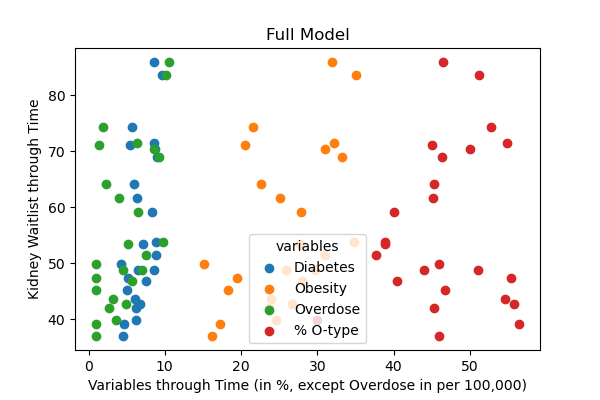 Full Model
Kidney Waitlist through Time
80
70
60
50
40
variables
Diabetes
Obesity
Overdose
% O-type
0 10 20 30 40 50
Variables through Time (in %, except Overdose in per 100,000)